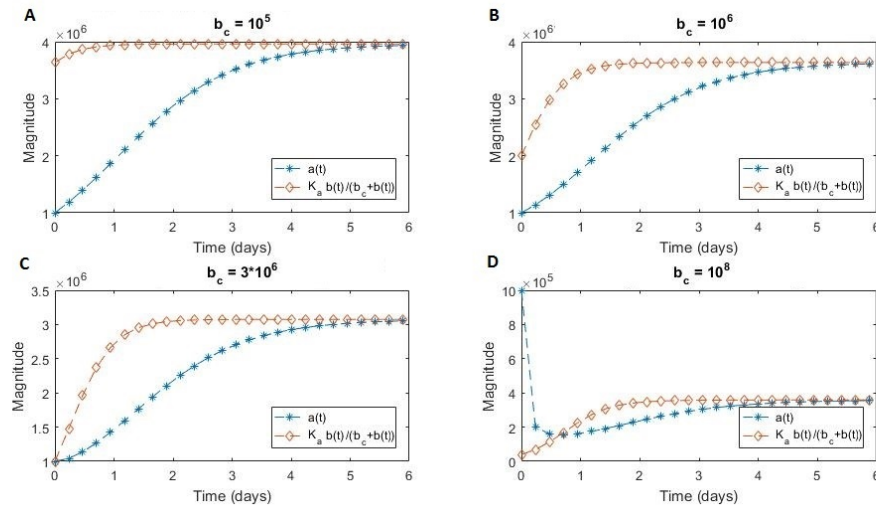 A
b_c = 10^5
× 10^6
4
3
2
1
Magnitude
0 1 2 3 4 5 6
Time (days)
a(t)
K_a b(t)/(b_c+b(t))
B
b_c = 10^6
× 10^6
4
3
2
1
Magnitude
0 1 2 3 4 5 6
Time (days)
a(t)
K_a b(t)/(b_c+b(t))
C
b_c = 3*10^6
× 10^6
3.5
3
2.5
2
1.5
1
Magnitude
0 1 2 3 4 5 6
Time (days)
a(t)
K_a b(t)/(b_c+b(t))
D
b_c = 10^8
× 10^5
10
8
6
4
2
0
Magnitude
0 1 2 3 4 5 6
Time (days)
a(t)
K_a b(t)/(b_c+b(t))